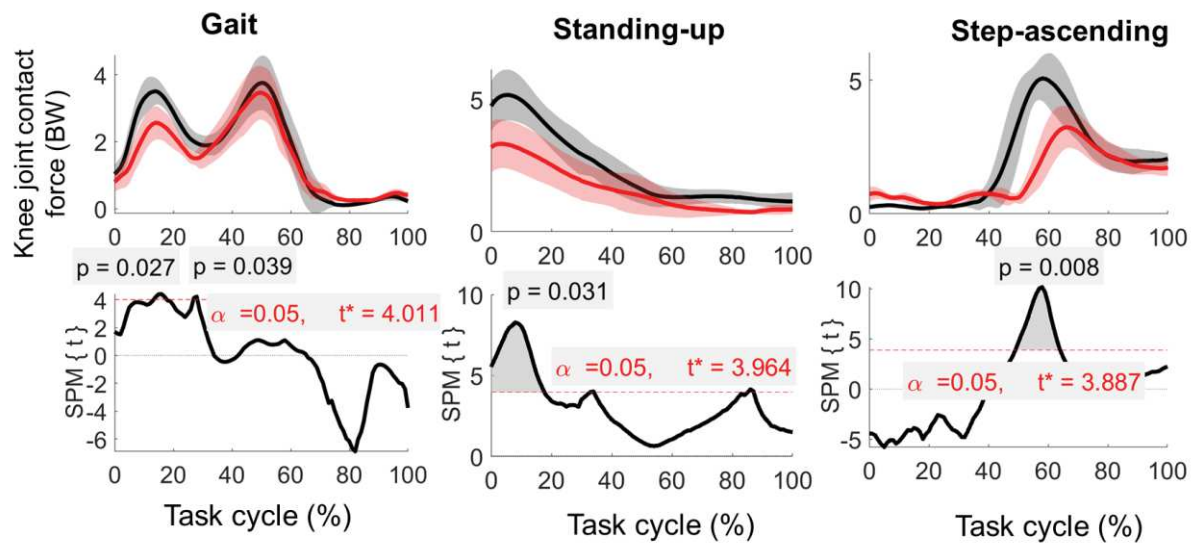 Gait
Standing-up
Step-ascending
Knee joint contact
force (BW)
4
2
0
0 20 40 60 80 100
5
0
0 20 40 60 80 100
5
0
0 20 40 60 80 100
p = 0.027
p = 0.039
p = 0.031
p = 0.008
SPM { t }
4
2
0
-2
-4
-6
α =0.05, t* = 4.011
0 20 40 60 80 100
Task cycle (%)
SPM { t }
10
5
0
α =0.05, t* = 3.964
0 20 40 60 80 100
Task cycle (%)
SPM { t }
10
5
0
-5
α =0.05, t* = 3.887
0 20 40 60 80 100
Task cycle (%)